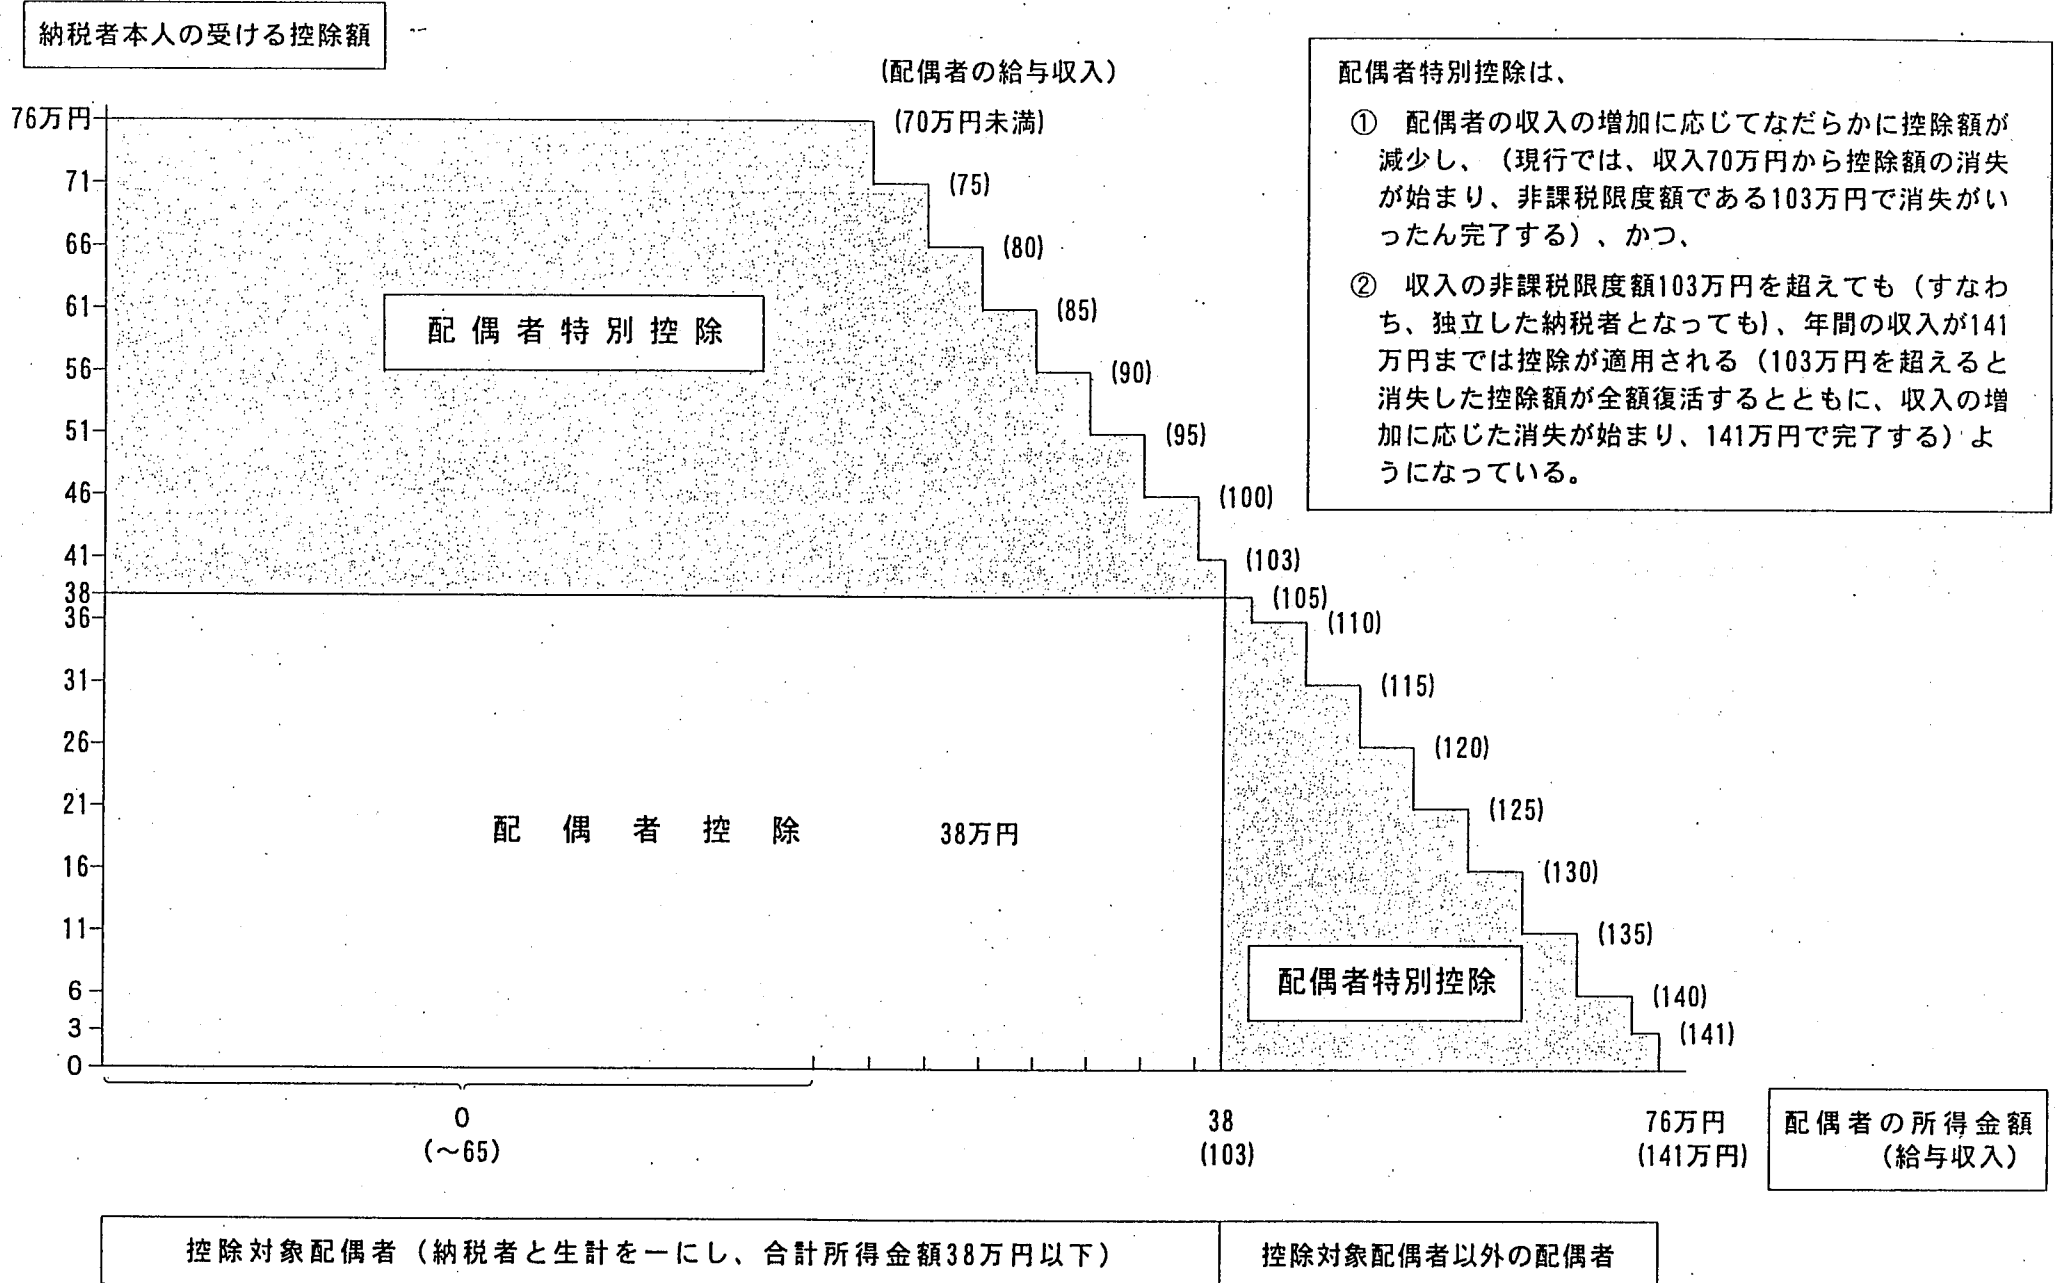 納税者本人の受ける控除額
(配偶者の給与収入)
76万円
(70万円未満)
71
(75)
66
(80)
61
(85)
56
(90)
51
(95)
46
(100)
41
(103)
38
(105)
36
(110)
31
(115)
26
(120)
21
(125)
16
(130)
11
(135)
6
(140)
3
(141)
0
配偶者特別控除
配偶者控除 38万円
配偶者特別控除
配偶者特別控除は、
① 配偶者の収入の増加に応じてなだらかに控除額が
減少し、(現行では、収入70万円から控除額の消失
が始まり、非課税限度額である103万円で消失がい
ったん完了する)、かつ、
② 収入の非課税限度額103万円を超えても(すなわ
ち、独立した納税者となっても)、年間の収入が141
万円までは控除が適用される(103万円を超えると
消失した控除額が全額復活するとともに、収入の増
加に応じた消失が始まり、141万円で完了する)よ
うになっている。
0
(~65)
38
(103)
76万円
(141万円)
配偶者の所得金額
(給与収入)
控除対象配偶者(納税者と生計を一にし、合計所得金額38万円以下)
控除対象配偶者以外の配偶者